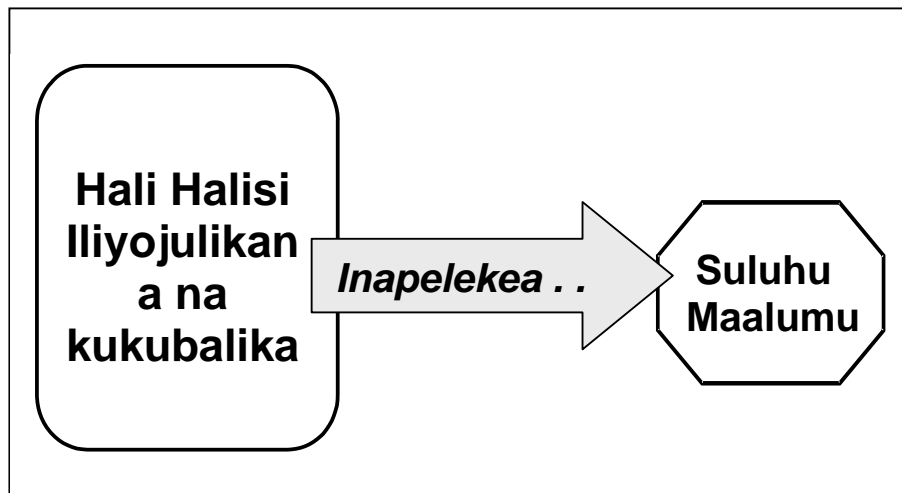 Hali Halisi
Iliyojulikan
a na
kukubalika
Inapelekea . .
Suluhu
Maalumu